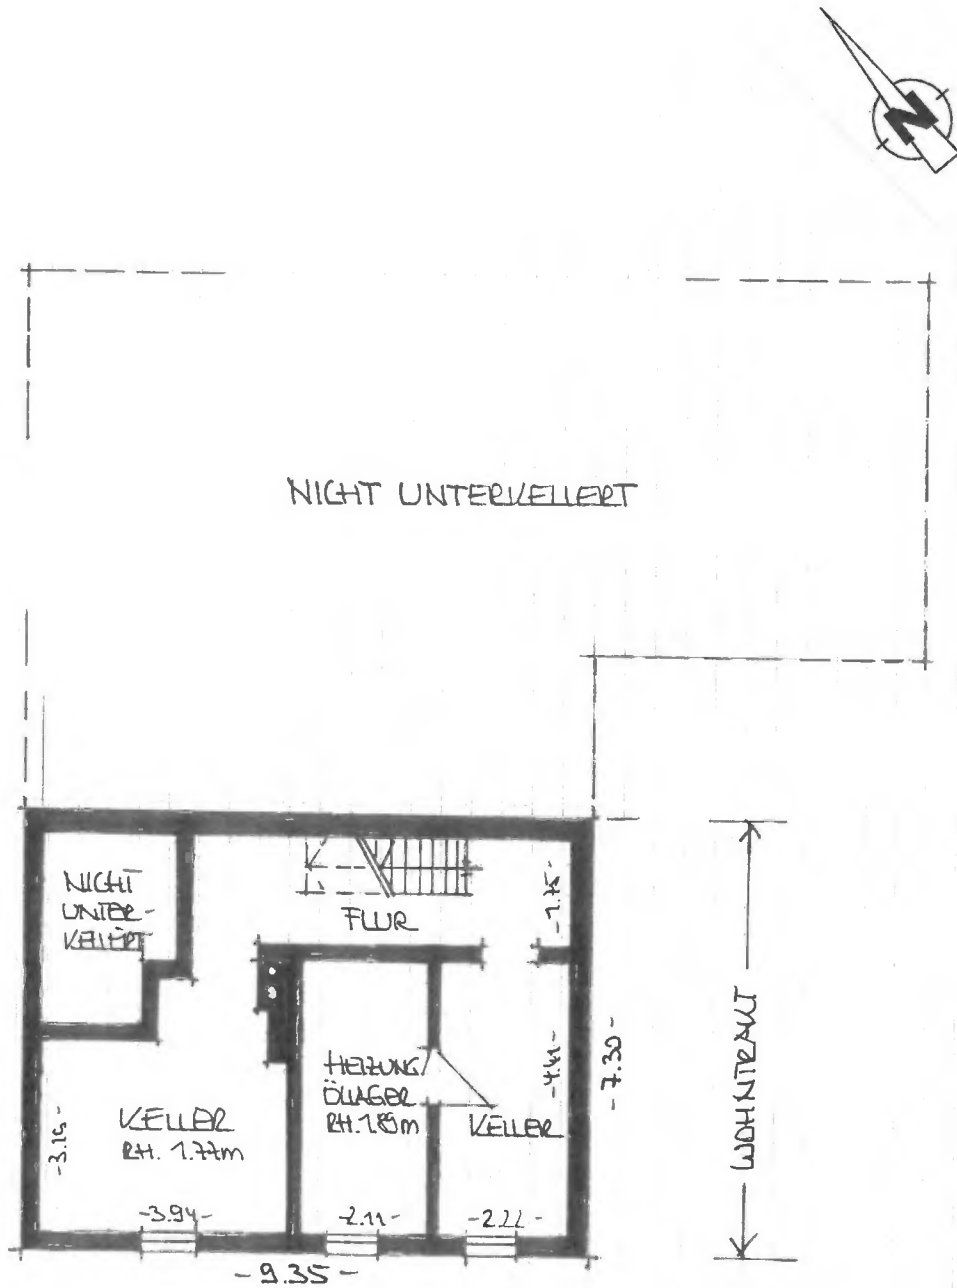 N
NICHT UNTERKELLERT
NICHT
UNTER-
KELLERT
FLUR
-1.75-
HEIZUNG/
ÖLLAGER
RH. 1.85m
KELLER
RH. 1.77m
KELLER
-4.41-
-7.30-
WOHNTRAKT
-3.15-
-3.94-
-2.11-
-2.22-
-9.35-